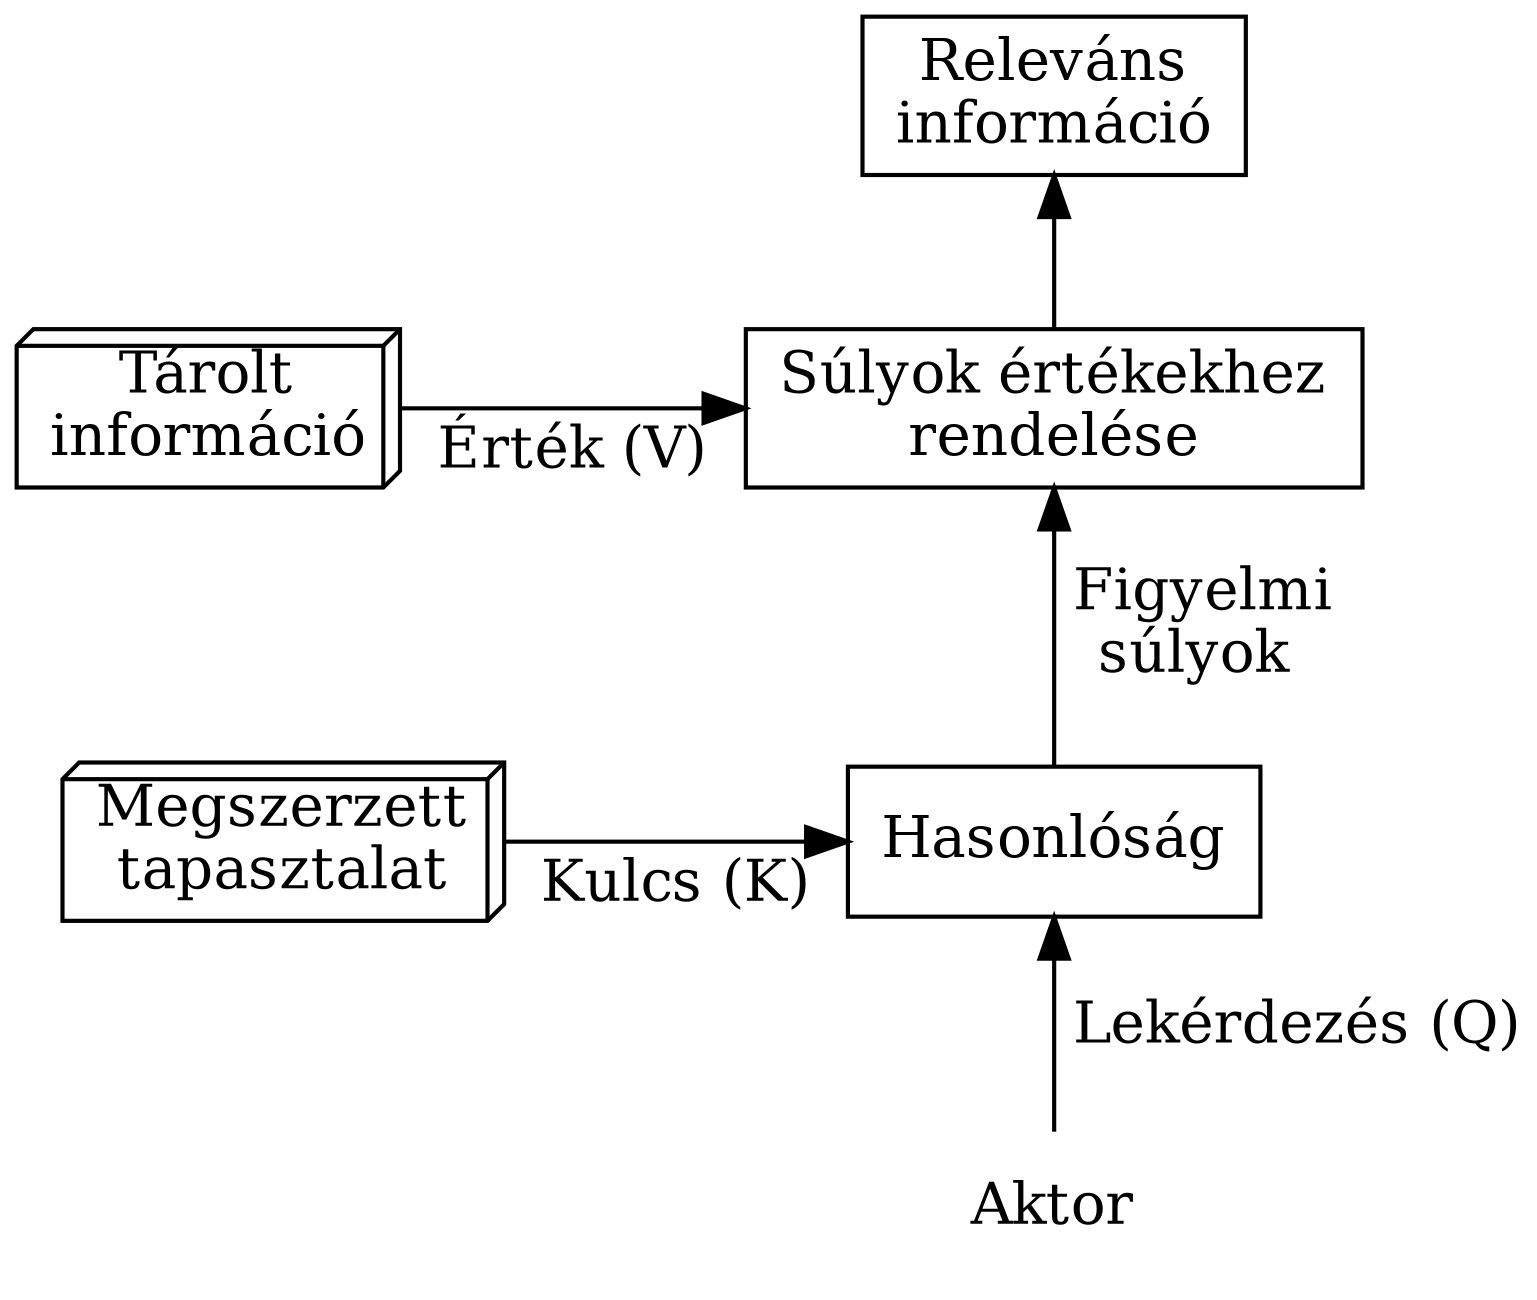 Releváns
információ
Tárolt
információ
Érték (V)
Súlyok értékekhez
rendelése
Figyelmi
súlyok
Megszerzett
tapasztalat
Kulcs (K)
Hasonlóság
Lekérdezés (Q)
Aktor